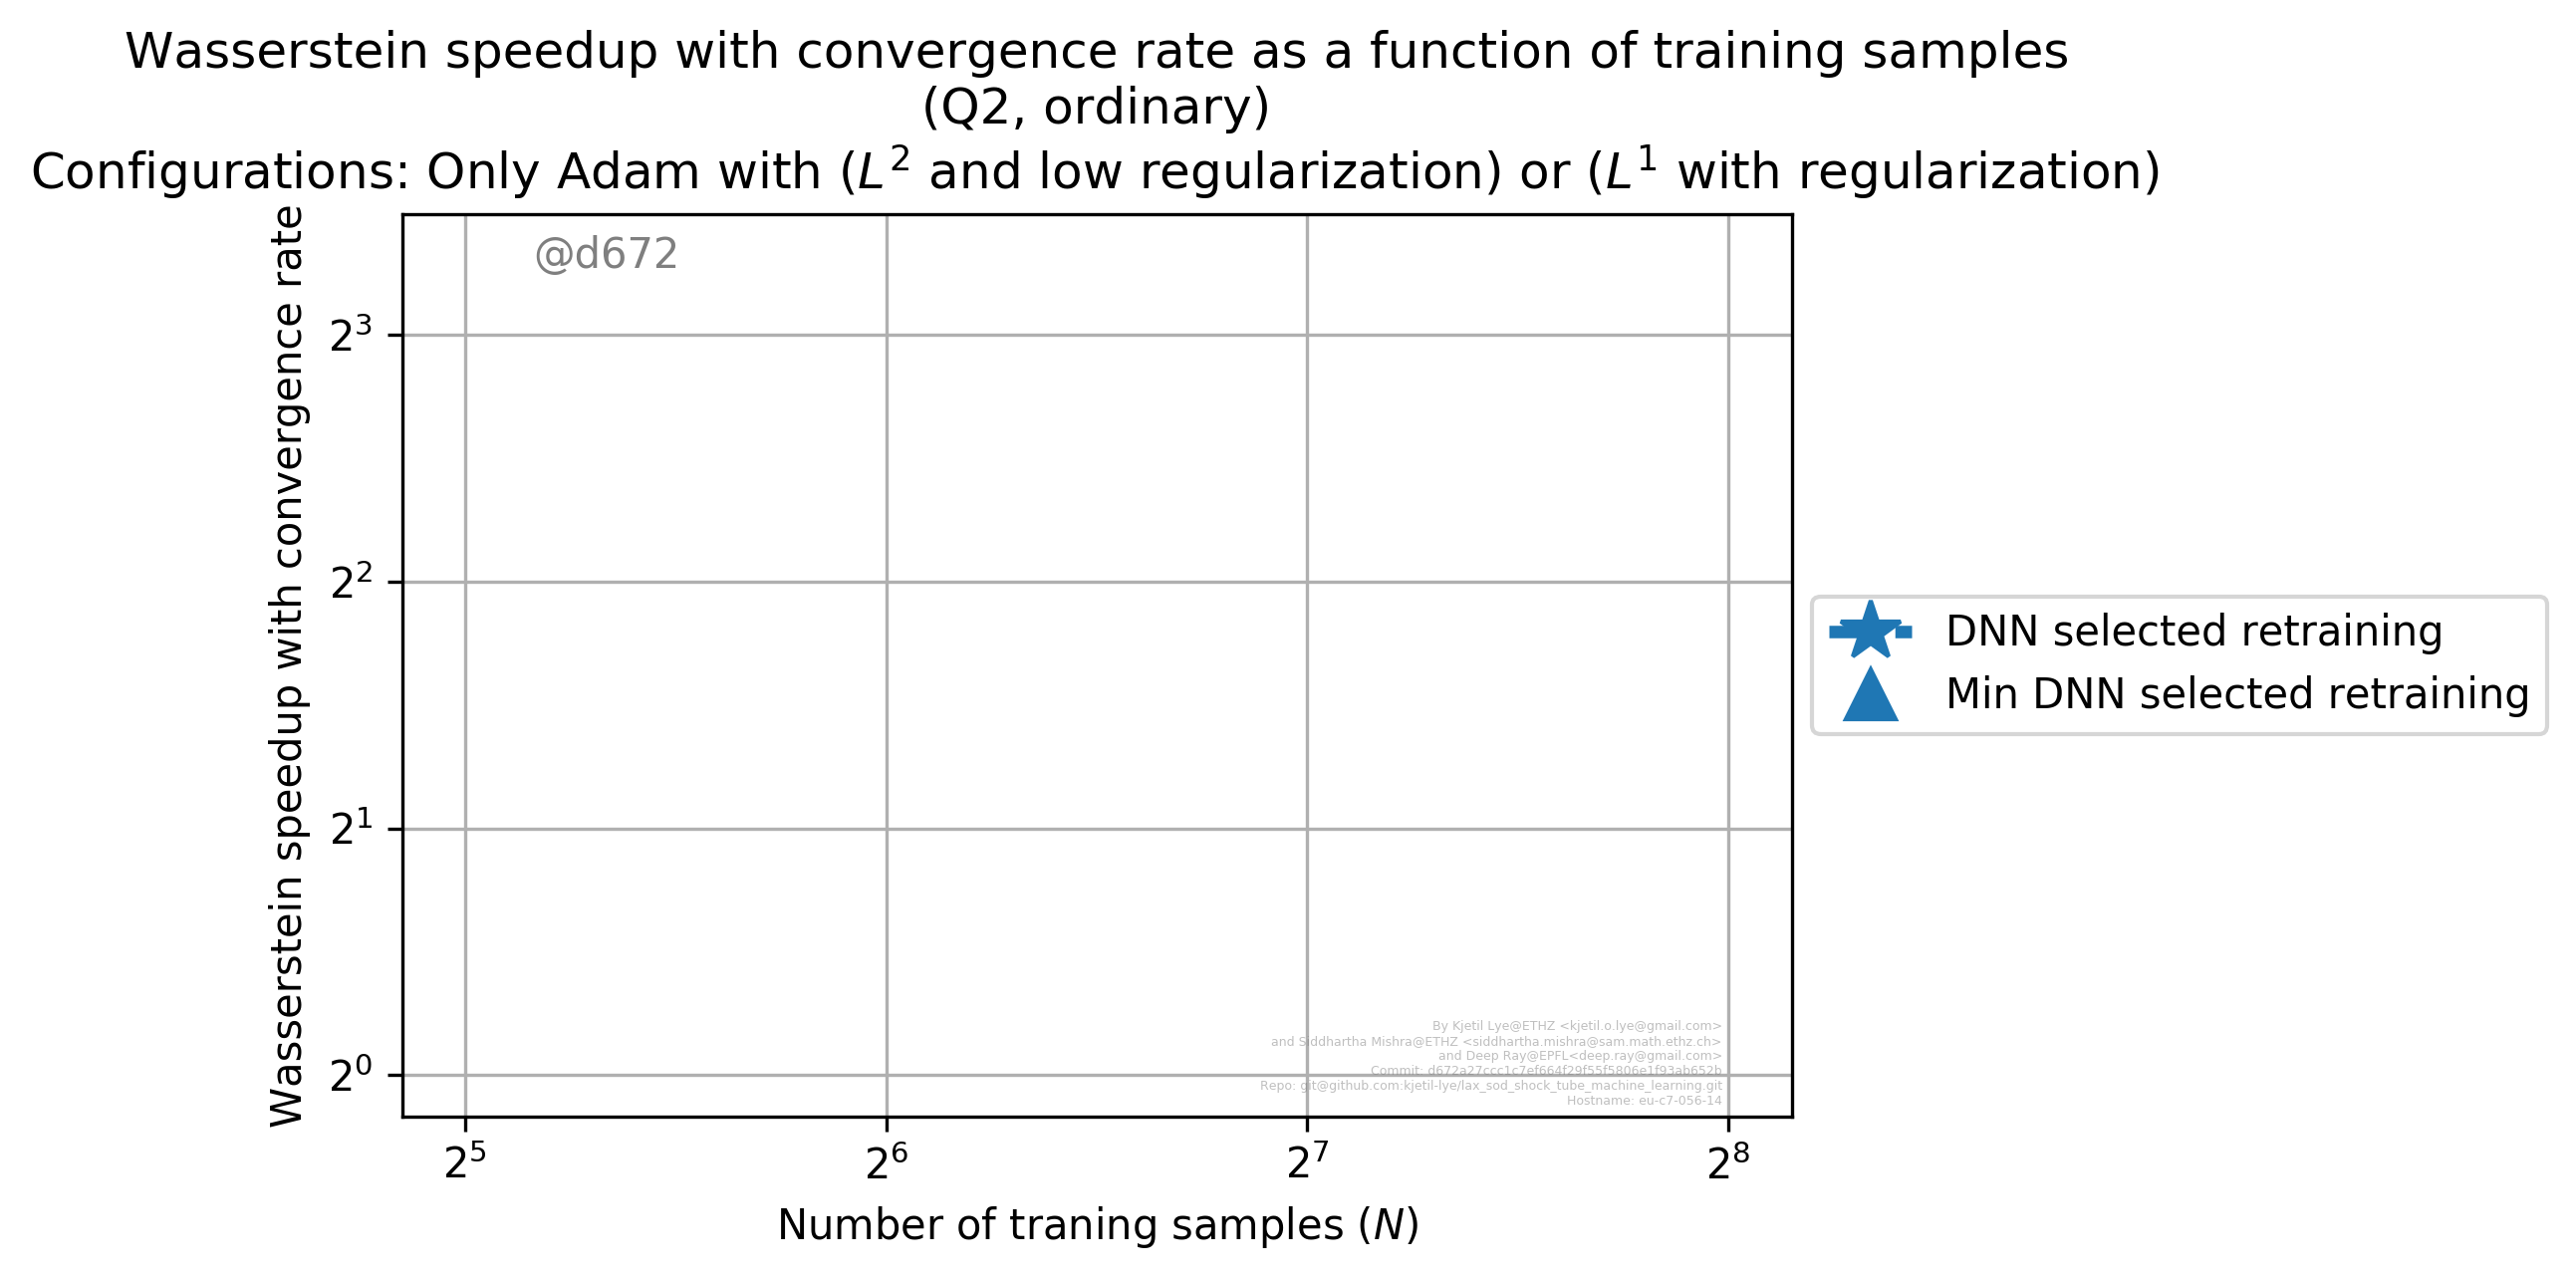 Wasserstein speedup with convergence rate as a function of training samples
(Q2, ordinary)
Configurations: Only Adam with (L² and low regularization) or (L¹ with regularization)
Wasserstein speedup with convergence rate
@d672
2³
2²
2¹
2⁰
DNN selected retraining
Min DNN selected retraining
By Kjetil Lye@ETHZ <kjetil.o.lye@gmail.com>
and Siddhartha Mishra@ETHZ <siddhartha.mishra@sam.math.ethz.ch>
and Deep Ray@EPFL<deep.ray@gmail.com>
Commit: d672a27ccc1c7ef664f29f55f5806e1f93ab652b
Repo: git@github.com:kjetil-lye/lax_sod_shock_tube_machine_learning.git
Hostname: eu-c7-056-14
2⁵ 2⁶ 2⁷ 2⁸
Number of traning samples (N)